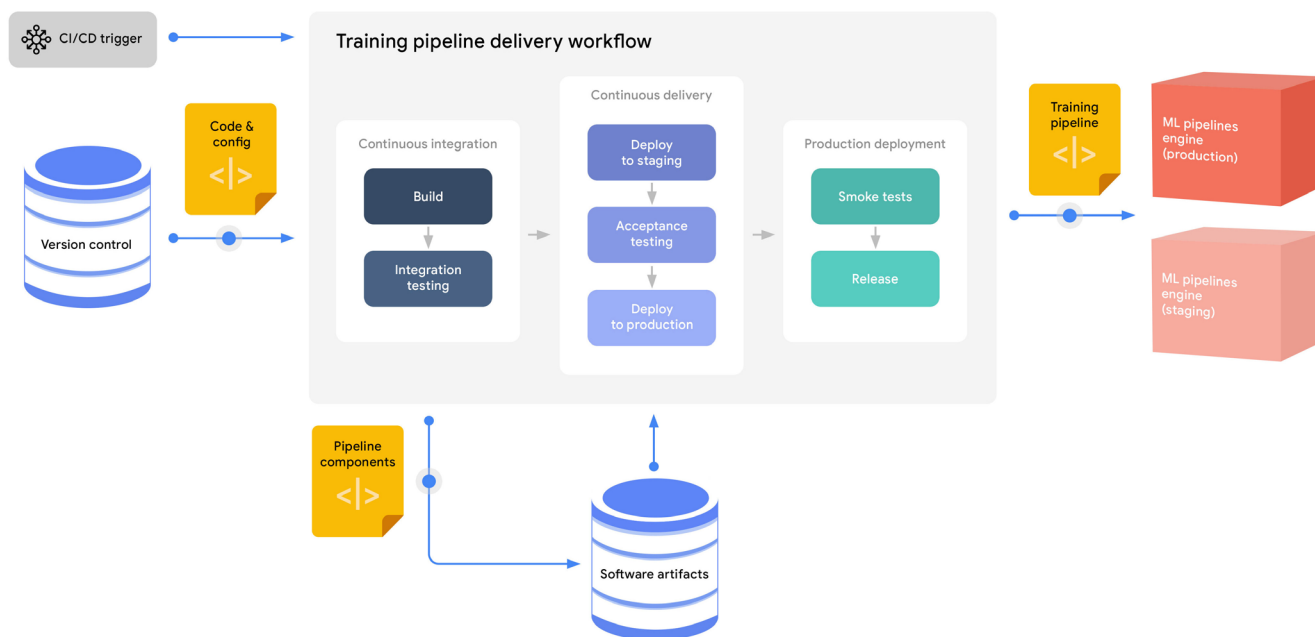 CI/CD trigger
Training pipeline delivery workflow
Code &
config
</>
Version control
Continuous integration
Build
Integration
testing
Continuous delivery
Deploy
to staging
Acceptance
testing
Deploy
to production
Production deployment
Smoke tests
Release
Training
pipeline
</>
ML pipelines
engine
(production)
ML pipelines
engine
(staging)
Pipeline
components
</>
Software artifacts